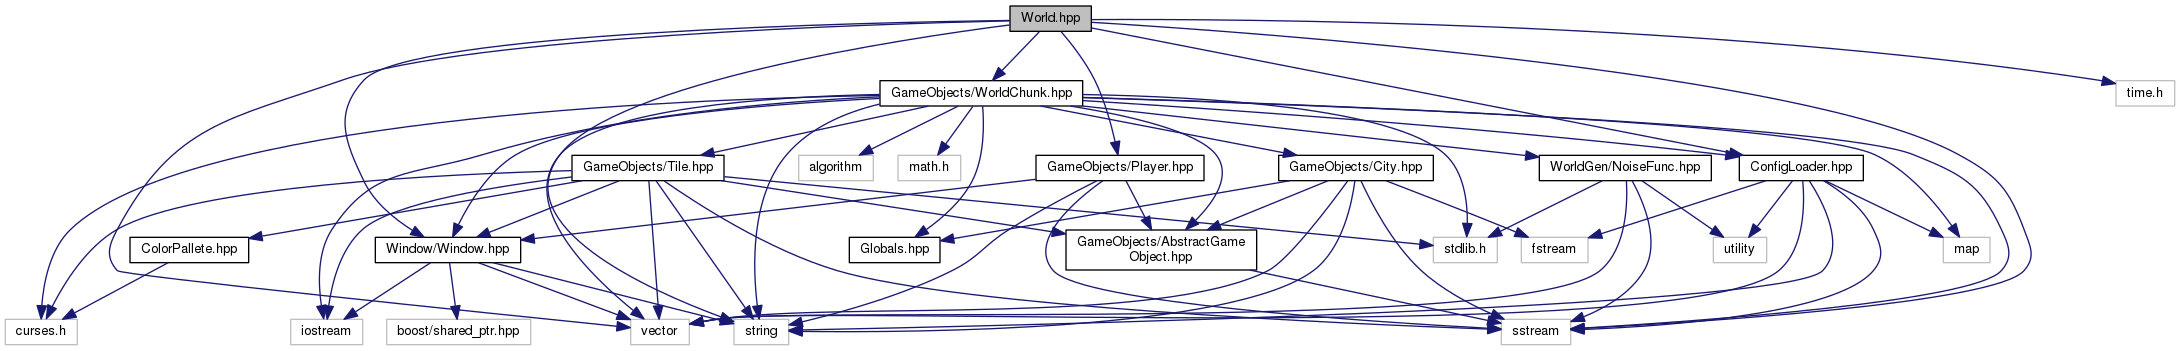 World.hpp
GameObjects/WorldChunk.hpp
time.h
algorithm
math.h
GameObjects/Tile.hpp
GameObjects/Player.hpp
GameObjects/City.hpp
WorldGen/NoiseFunc.hpp
ConfigLoader.hpp
ColorPallete.hpp
Window/Window.hpp
Globals.hpp
GameObjects/AbstractGame
Object.hpp
stdlib.h
fstream
utility
map
curses.h
iostream
boost/shared_ptr.hpp
vector
string
sstream